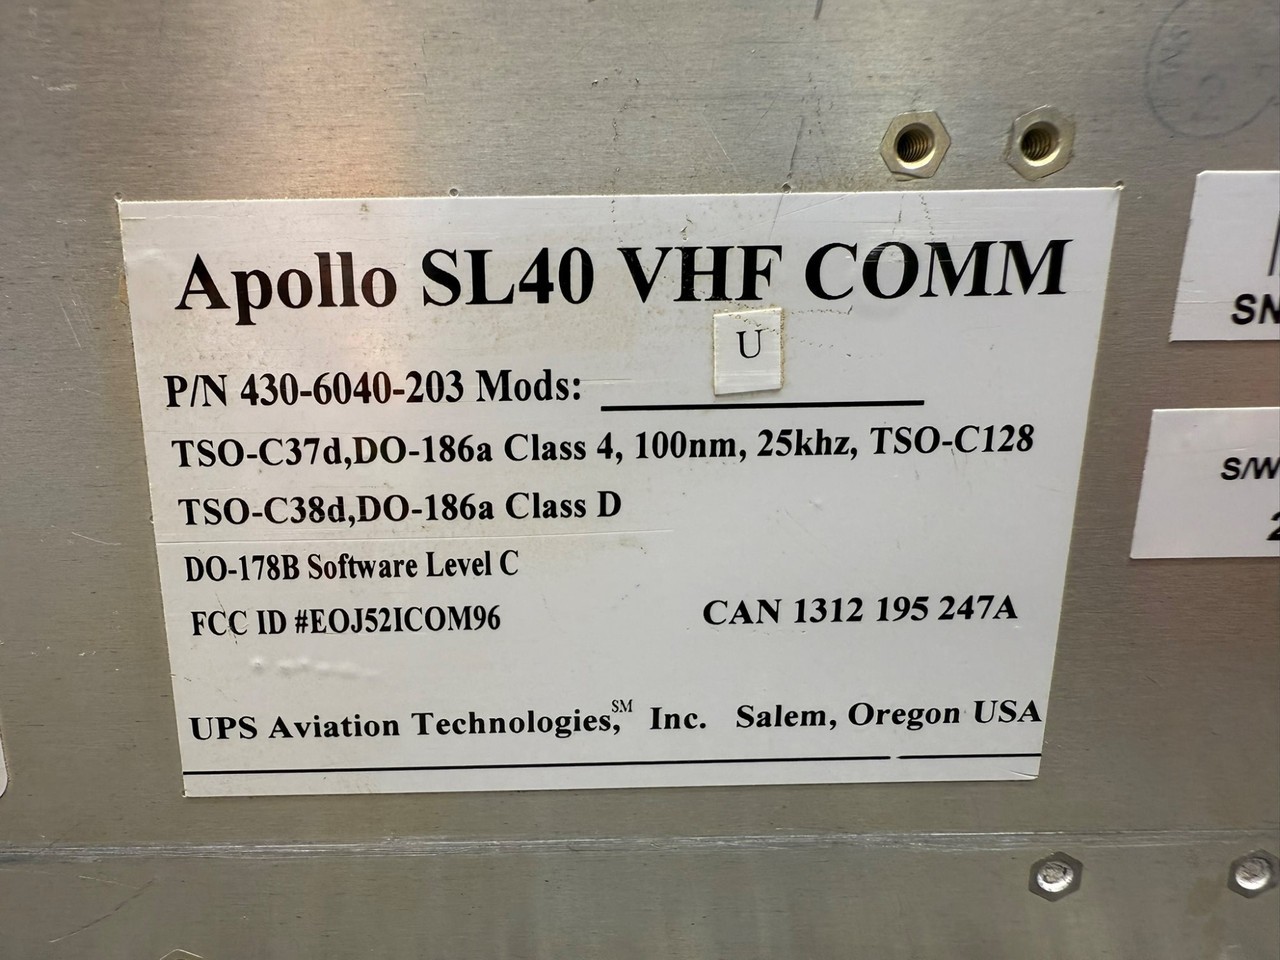 Apollo SL40 VHF COMM
U
P/N 430-6040-203 Mods:
TSO-C37d,DO-186a Class 4, 100nm, 25khz, TSO-C128
TSO-C38d,DO-186a Class D
DO-178B Software Level C
FCC ID #EOJ52ICOM96
CAN 1312 195 247A
UPS Aviation Technologies,SM Inc. Salem, Oregon USA
SN
S/W
2